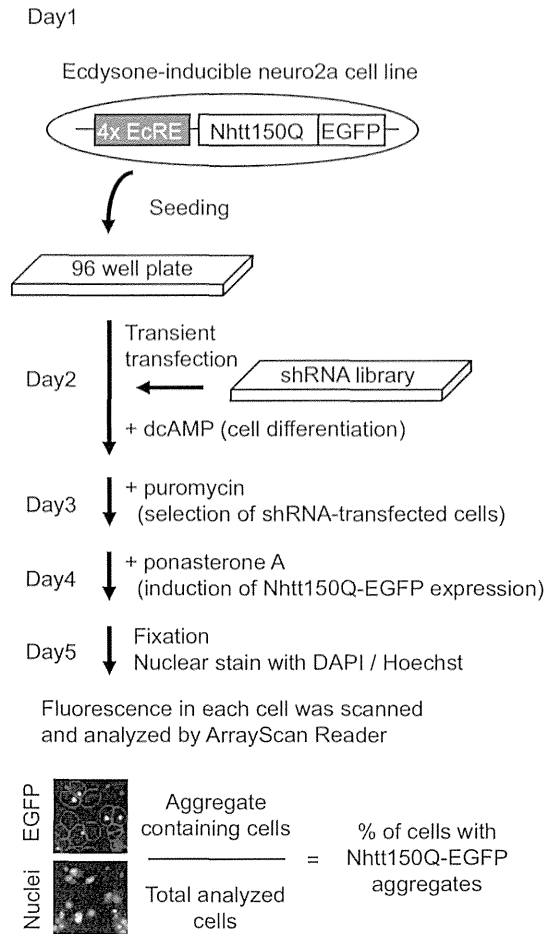 Day1
Ecdysone-inducible neuro2a cell line
4x EcRE Nhtt150Q EGFP
Seeding
96 well plate
Transient
transfection
Day2
shRNA library
+ dcAMP (cell differentiation)
+ puromycin
Day3
(selection of shRNA-transfected cells)
+ ponasterone A
Day4
(induction of Nhtt150Q-EGFP expression)
Fixation
Day5
Nuclear stain with DAPI / Hoechst
Fluorescence in each cell was scanned
and analyzed by ArrayScan Reader
EGFP
Nuclei
Aggregate
containing cells
Total analyzed
cells
=
% of cells with
Nhtt150Q-EGFP
aggregates